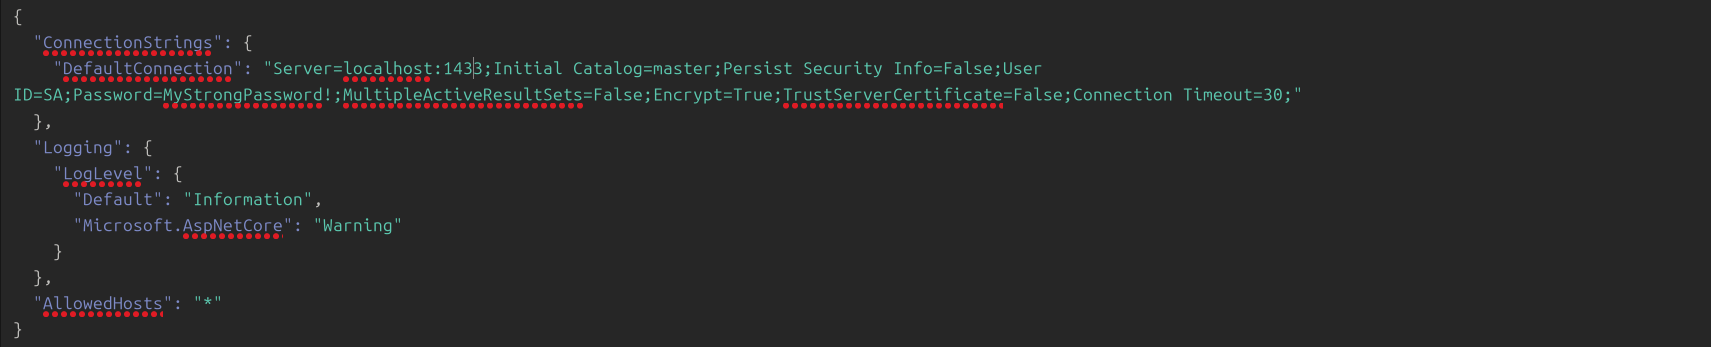 {
  "ConnectionStrings": {
    "DefaultConnection": "Server=localhost:1433;Initial Catalog=master;Persist Security Info=False;User
ID=SA;Password=MyStrongPassword!;MultipleActiveResultSets=False;Encrypt=True;TrustServerCertificate=False;Connection Timeout=30;"
  },
  "Logging": {
    "LogLevel": {
      "Default": "Information",
      "Microsoft.AspNetCore": "Warning"
    }
  },
  "AllowedHosts": "*"
}